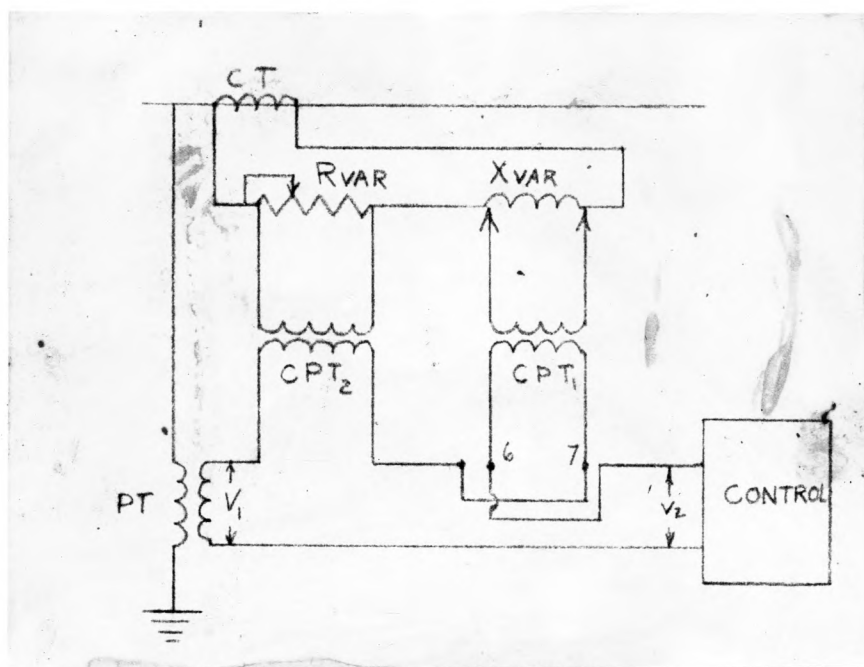 CT
RVAR
XVAR
CPT2
CPT1
6
7
PT
V1
V2
CONTROL